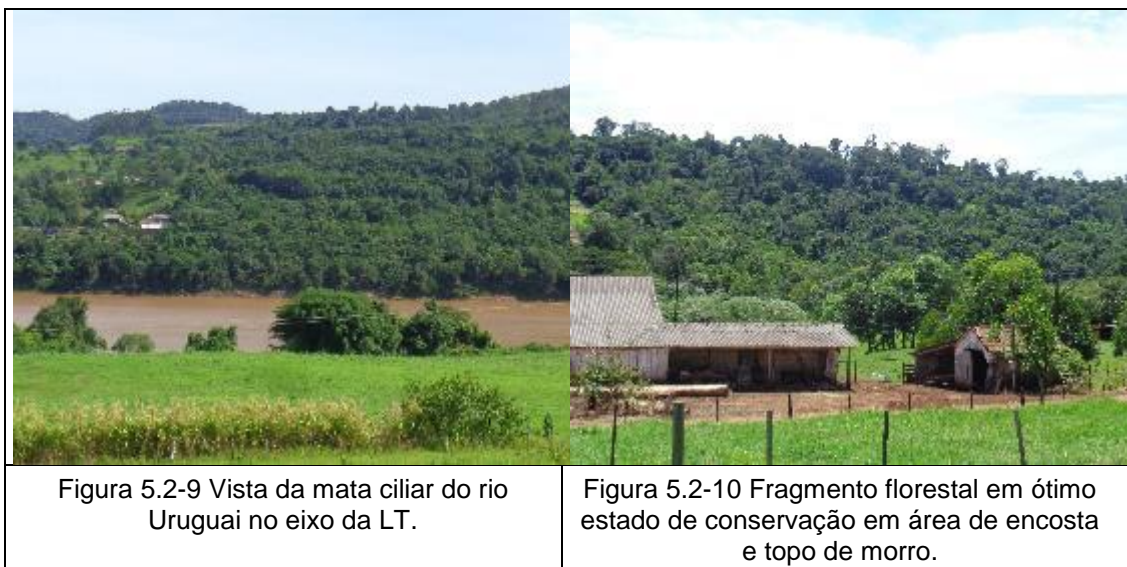 Figura 5.2-9 Vista da mata ciliar do rio
Uruguai no eixo da LT.
Figura 5.2-10 Fragmento florestal em ótimo
estado de conservação em área de encosta
e topo de morro.